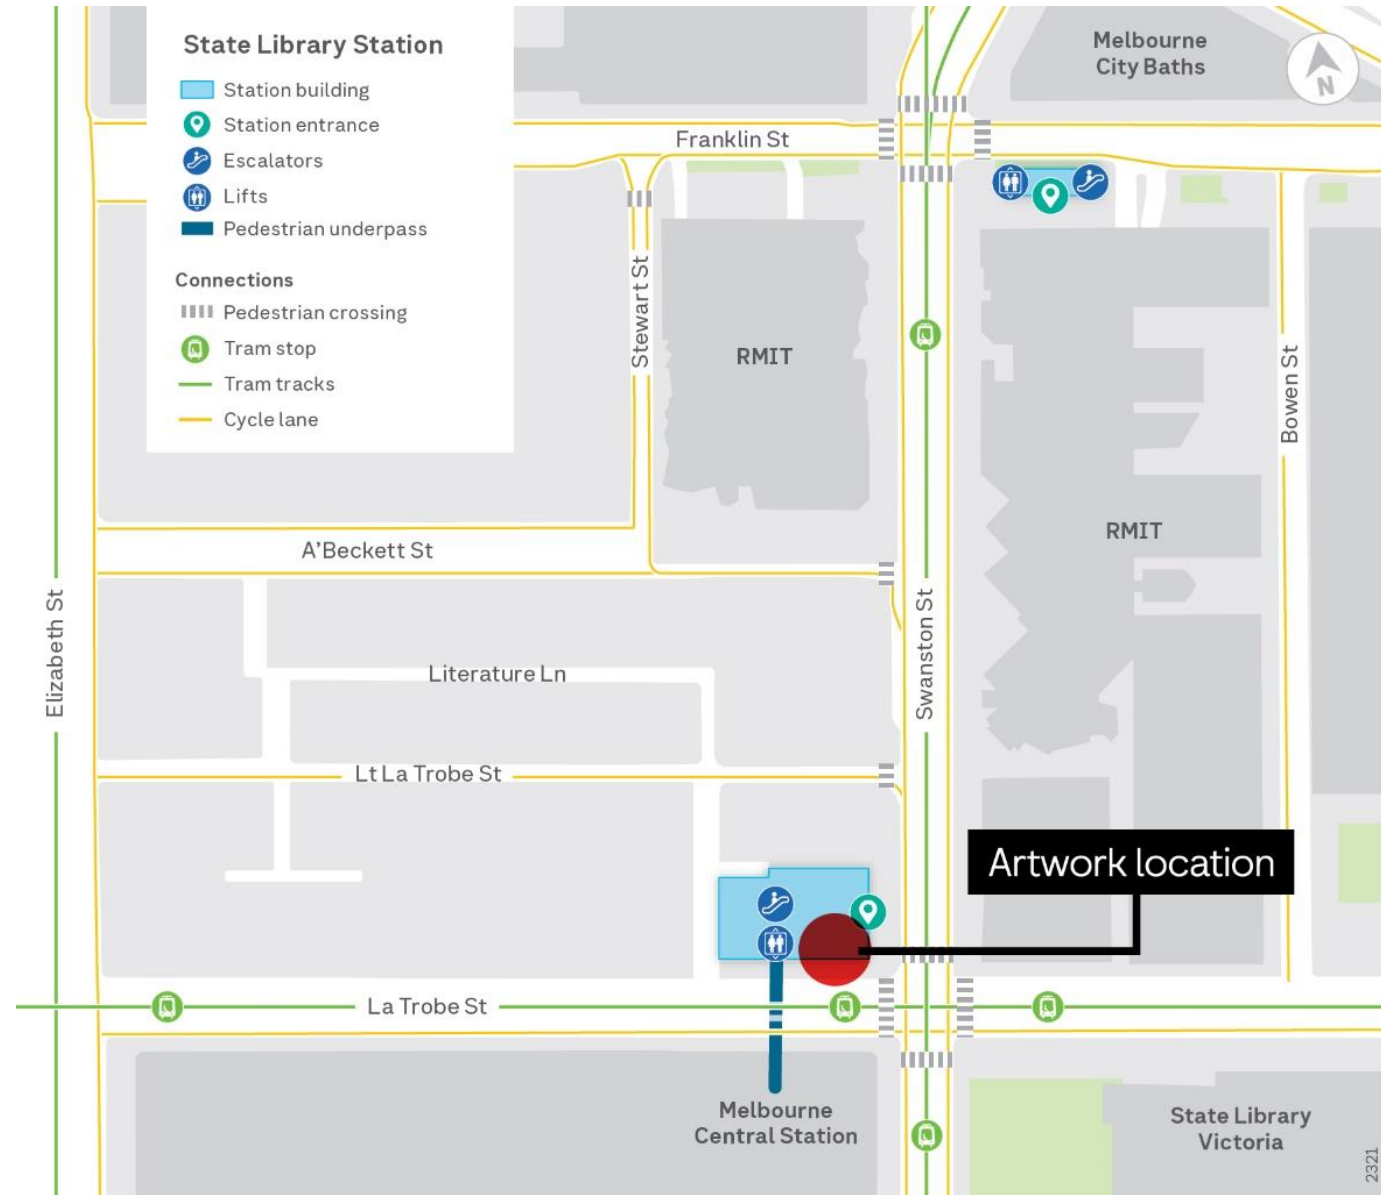 State Library Station
Station building
Station entrance
Escalators
Lifts
Pedestrian underpass
Connections
Pedestrian crossing
Tram stop
Tram tracks
Cycle lane
Melbourne
City Baths
N
Franklin St
Stewart St
RMIT
Bowen St
RMIT
A'Beckett St
Elizabeth St
Swanston St
Literature Ln
Lt La Trobe St
Artwork location
La Trobe St
Melbourne
Central Station
State Library
Victoria
2321